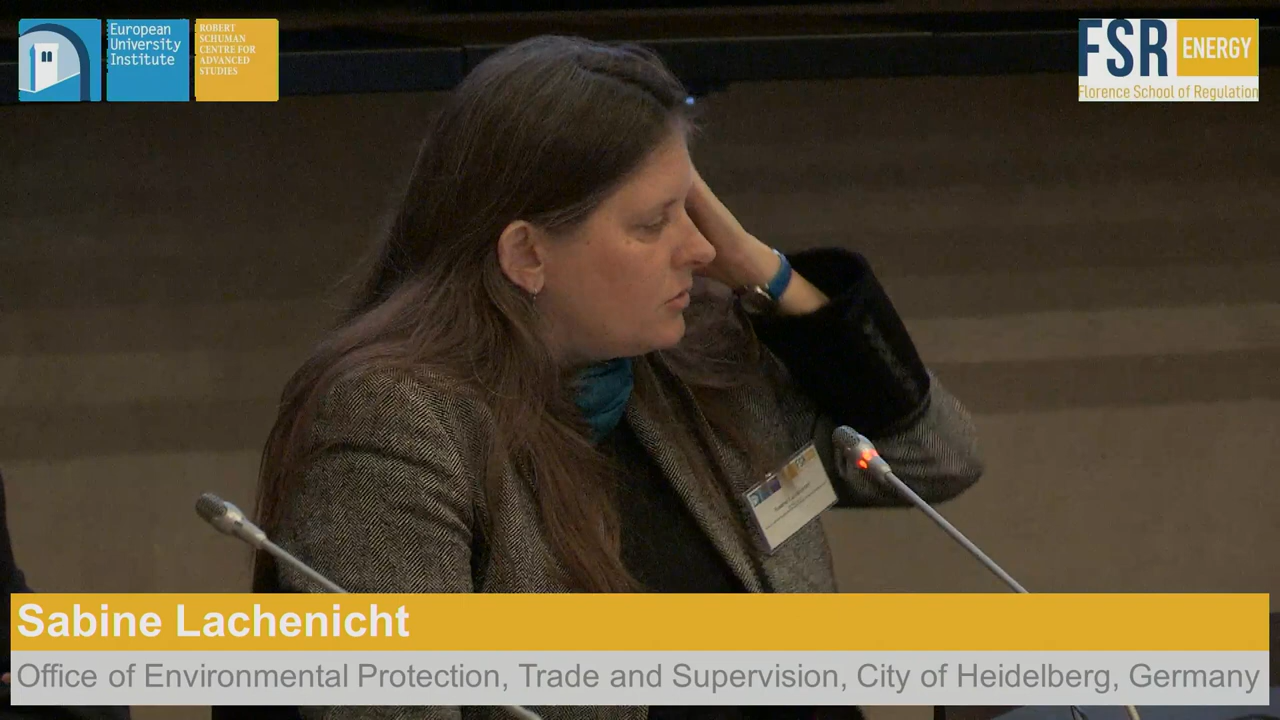 European
University
Institute
ROBERT
SCHUMAN
CENTRE FOR
ADVANCED
STUDIES
FSR ENERGY
Florence School of Regulation
Sabine Lachenicht
Office of Environmental Protection, Trade and Supervision, City of Heidelberg, Germany